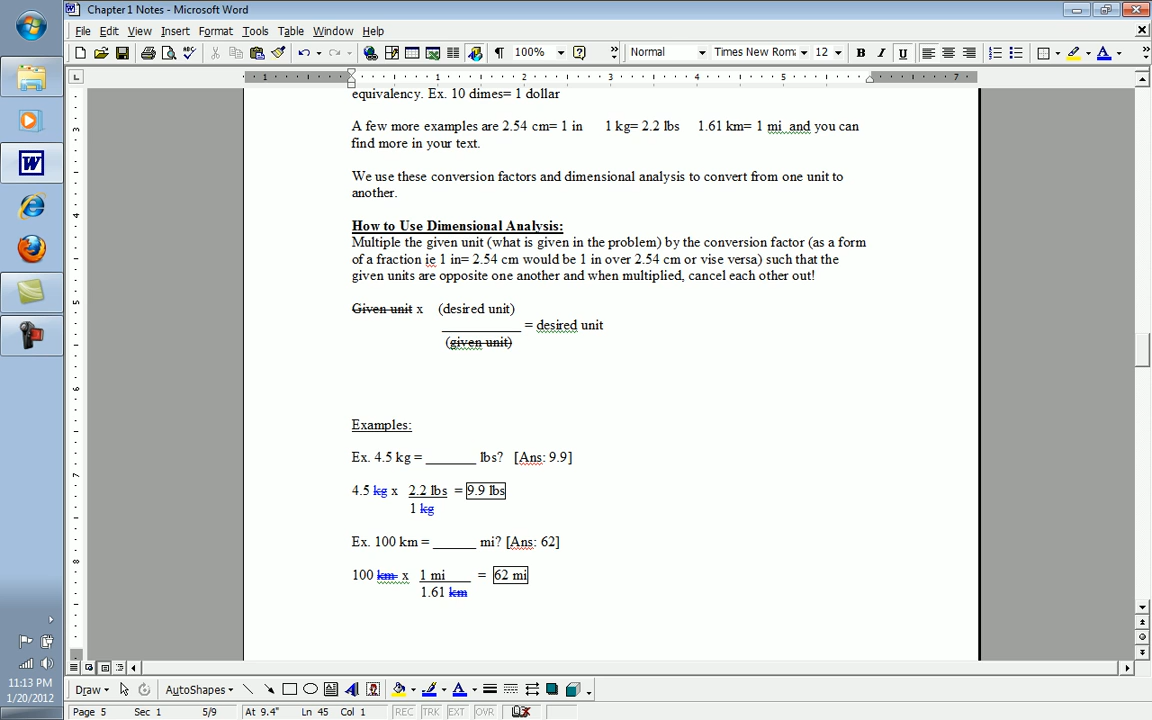 Chapter 1 Notes - Microsoft Word
File Edit View Insert Format Tools Table Window Help
100% Normal Times New Rom: 12 B I U
equivalency. Ex. 10 dimes= 1 dollar
A few more examples are 2.54 cm= 1 in 1 kg= 2.2 lbs 1.61 km= 1 mi and you can
find more in your text.
We use these conversion factors and dimensional analysis to convert from one unit to
another.
How to Use Dimensional Analysis:
Multiple the given unit (what is given in the problem) by the conversion factor (as a form
of a fraction ie 1 in= 2.54 cm would be 1 in over 2.54 cm or vise versa) such that the
given units are opposite one another and when multiplied, cancel each other out!
Given unit x (desired unit)
___________ = desired unit
(given unit)
Examples:
Ex. 4.5 kg = _______ lbs? [Ans: 9.9]
4.5 kg x 2.2 lbs = 9.9 lbs
1 kg
Ex. 100 km = ______ mi? [Ans: 62]
100 km x 1 mi = 62 mi
1.61 km
Draw AutoShapes
Page 5 Sec 1 5/9 At 9.4" Ln 45 Col 1 REC TRK EXT OVR
11:13 PM
1/20/2012